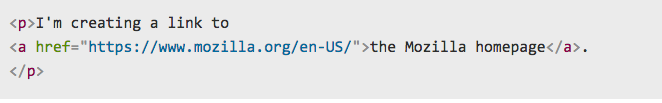 <p>I'm creating a link to
<a href="https://www.mozilla.org/en-US/">the Mozilla homepage</a>.
</p>